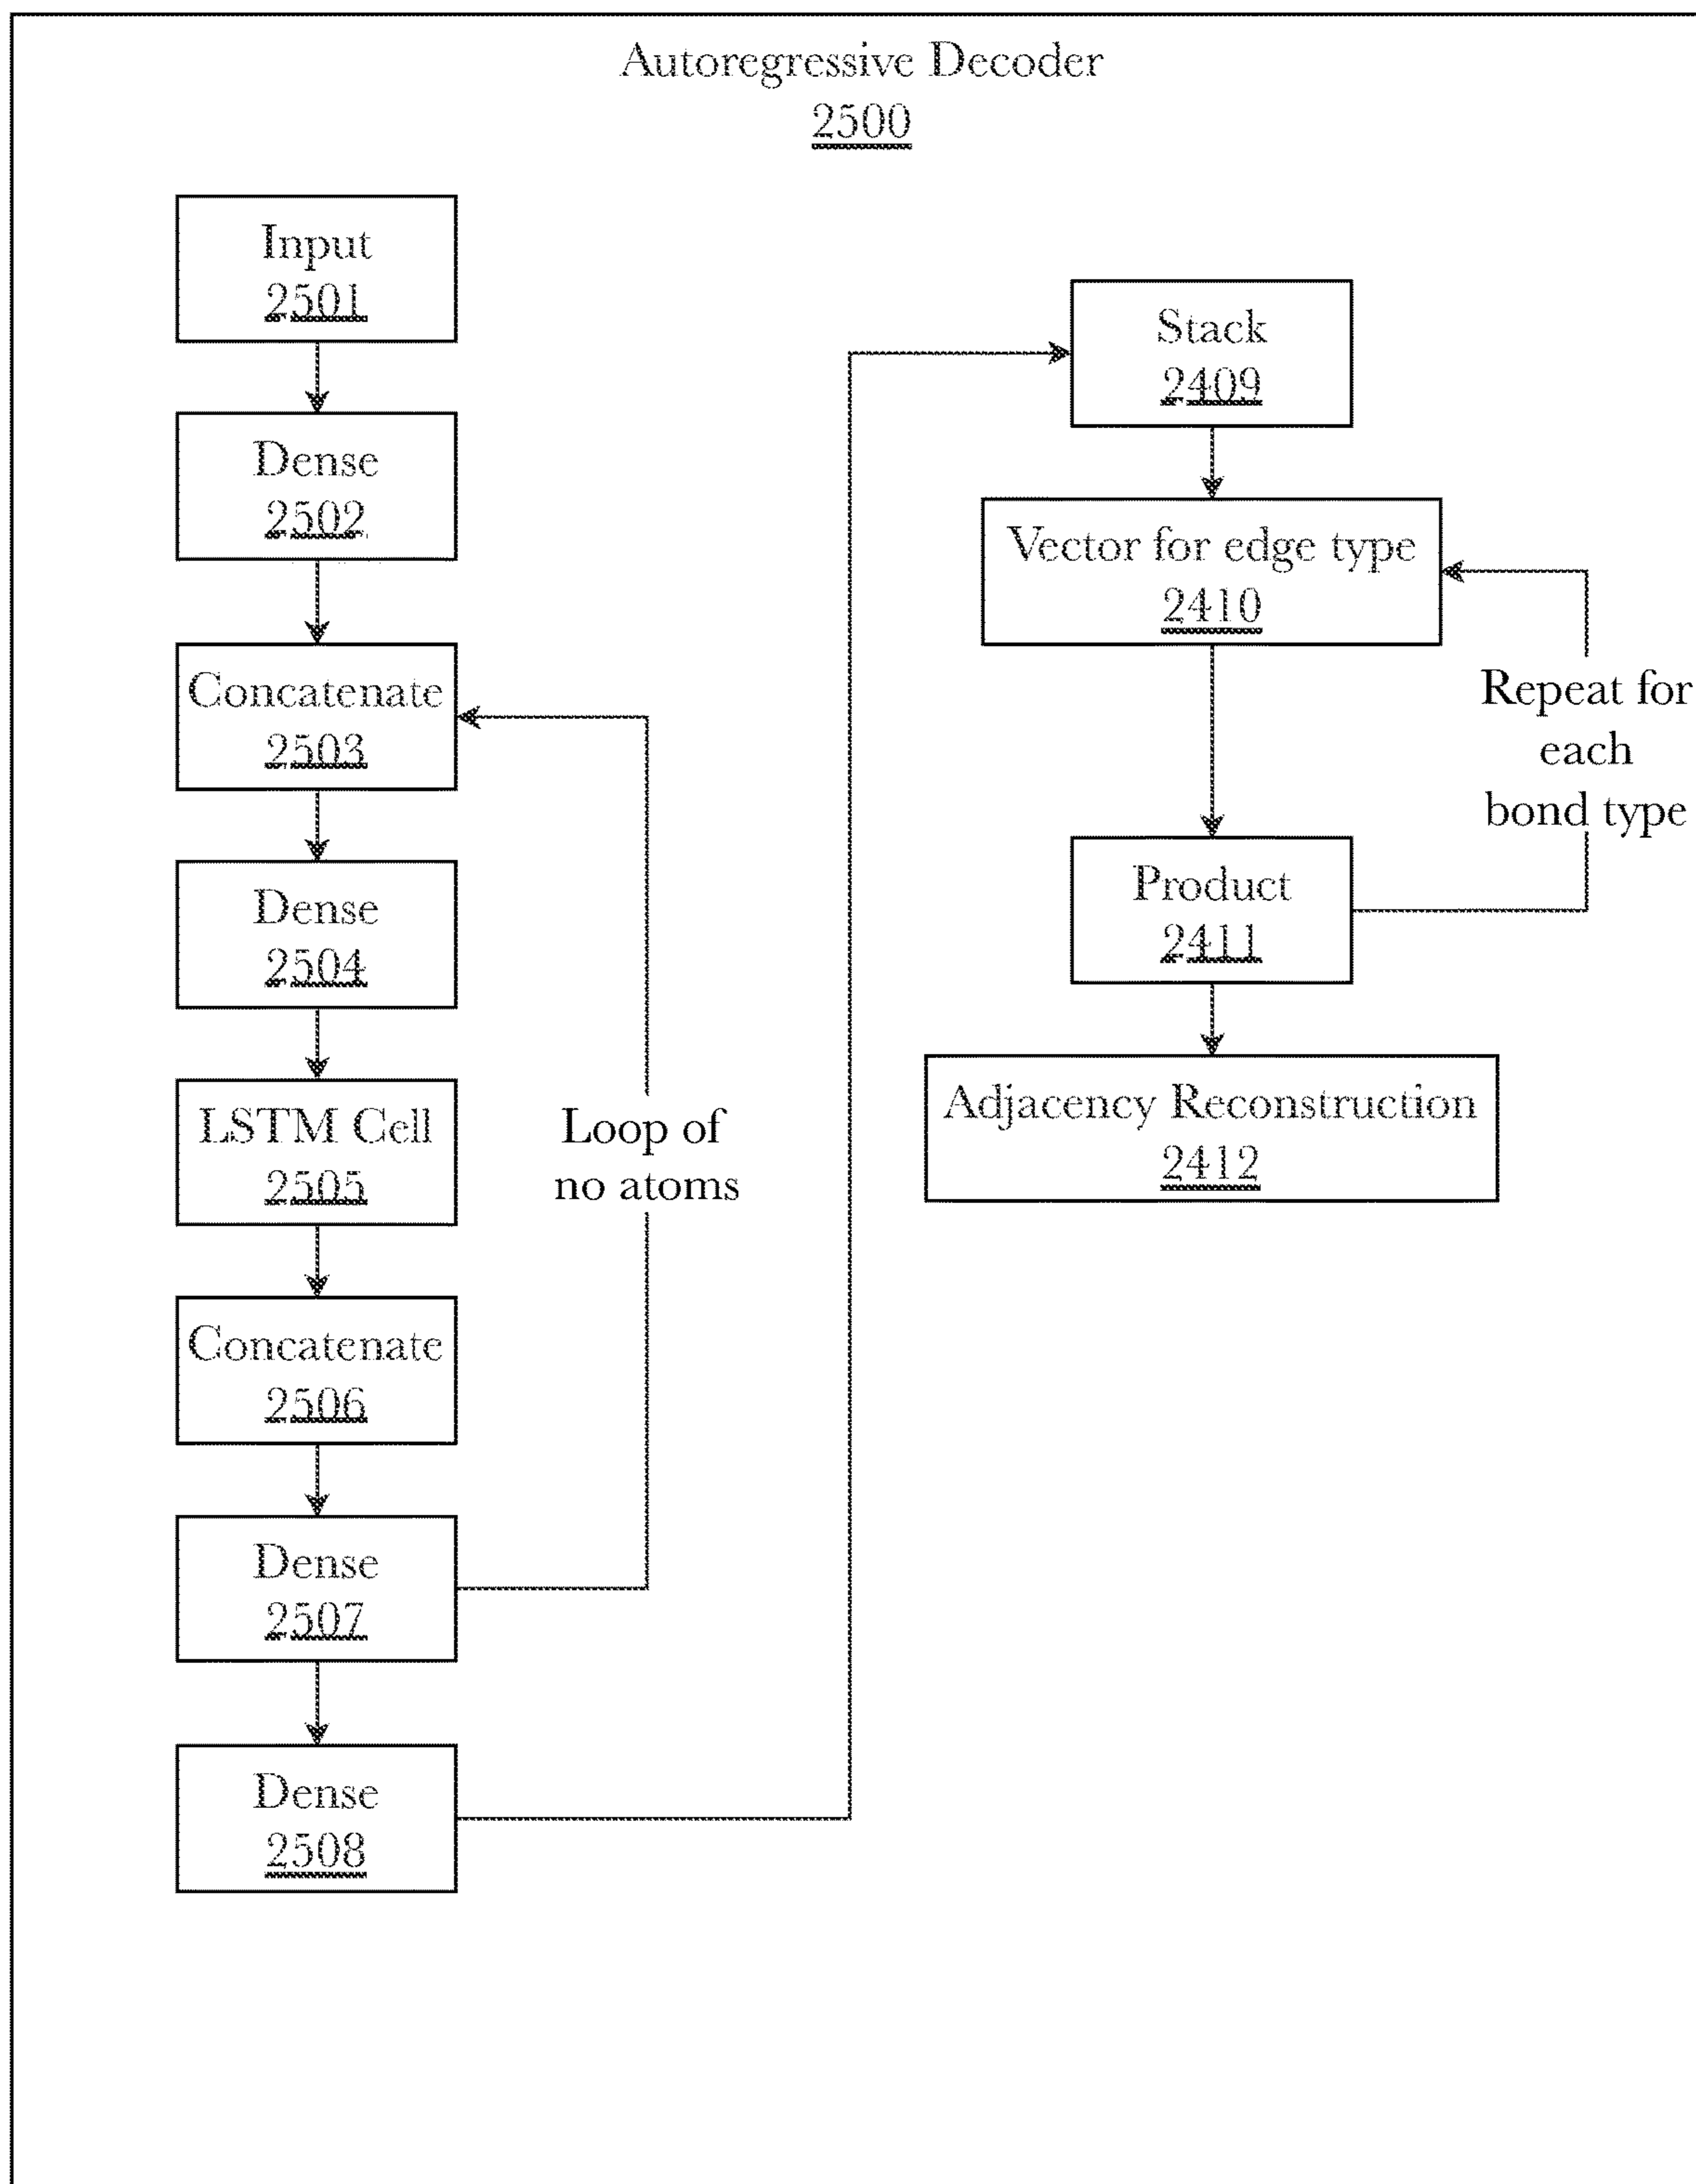 Autoregressive Decoder
2500
Input
2501
Dense
2502
Concatenate
2503
Dense
2504
LSTM Cell
2505
Concatenate
2506
Dense
2507
Dense
2508
Loop of
no atoms
Stack
2409
Vector for edge type
2410
Repeat for
each
bond type
Product
2411
Adjacency Reconstruction
2412